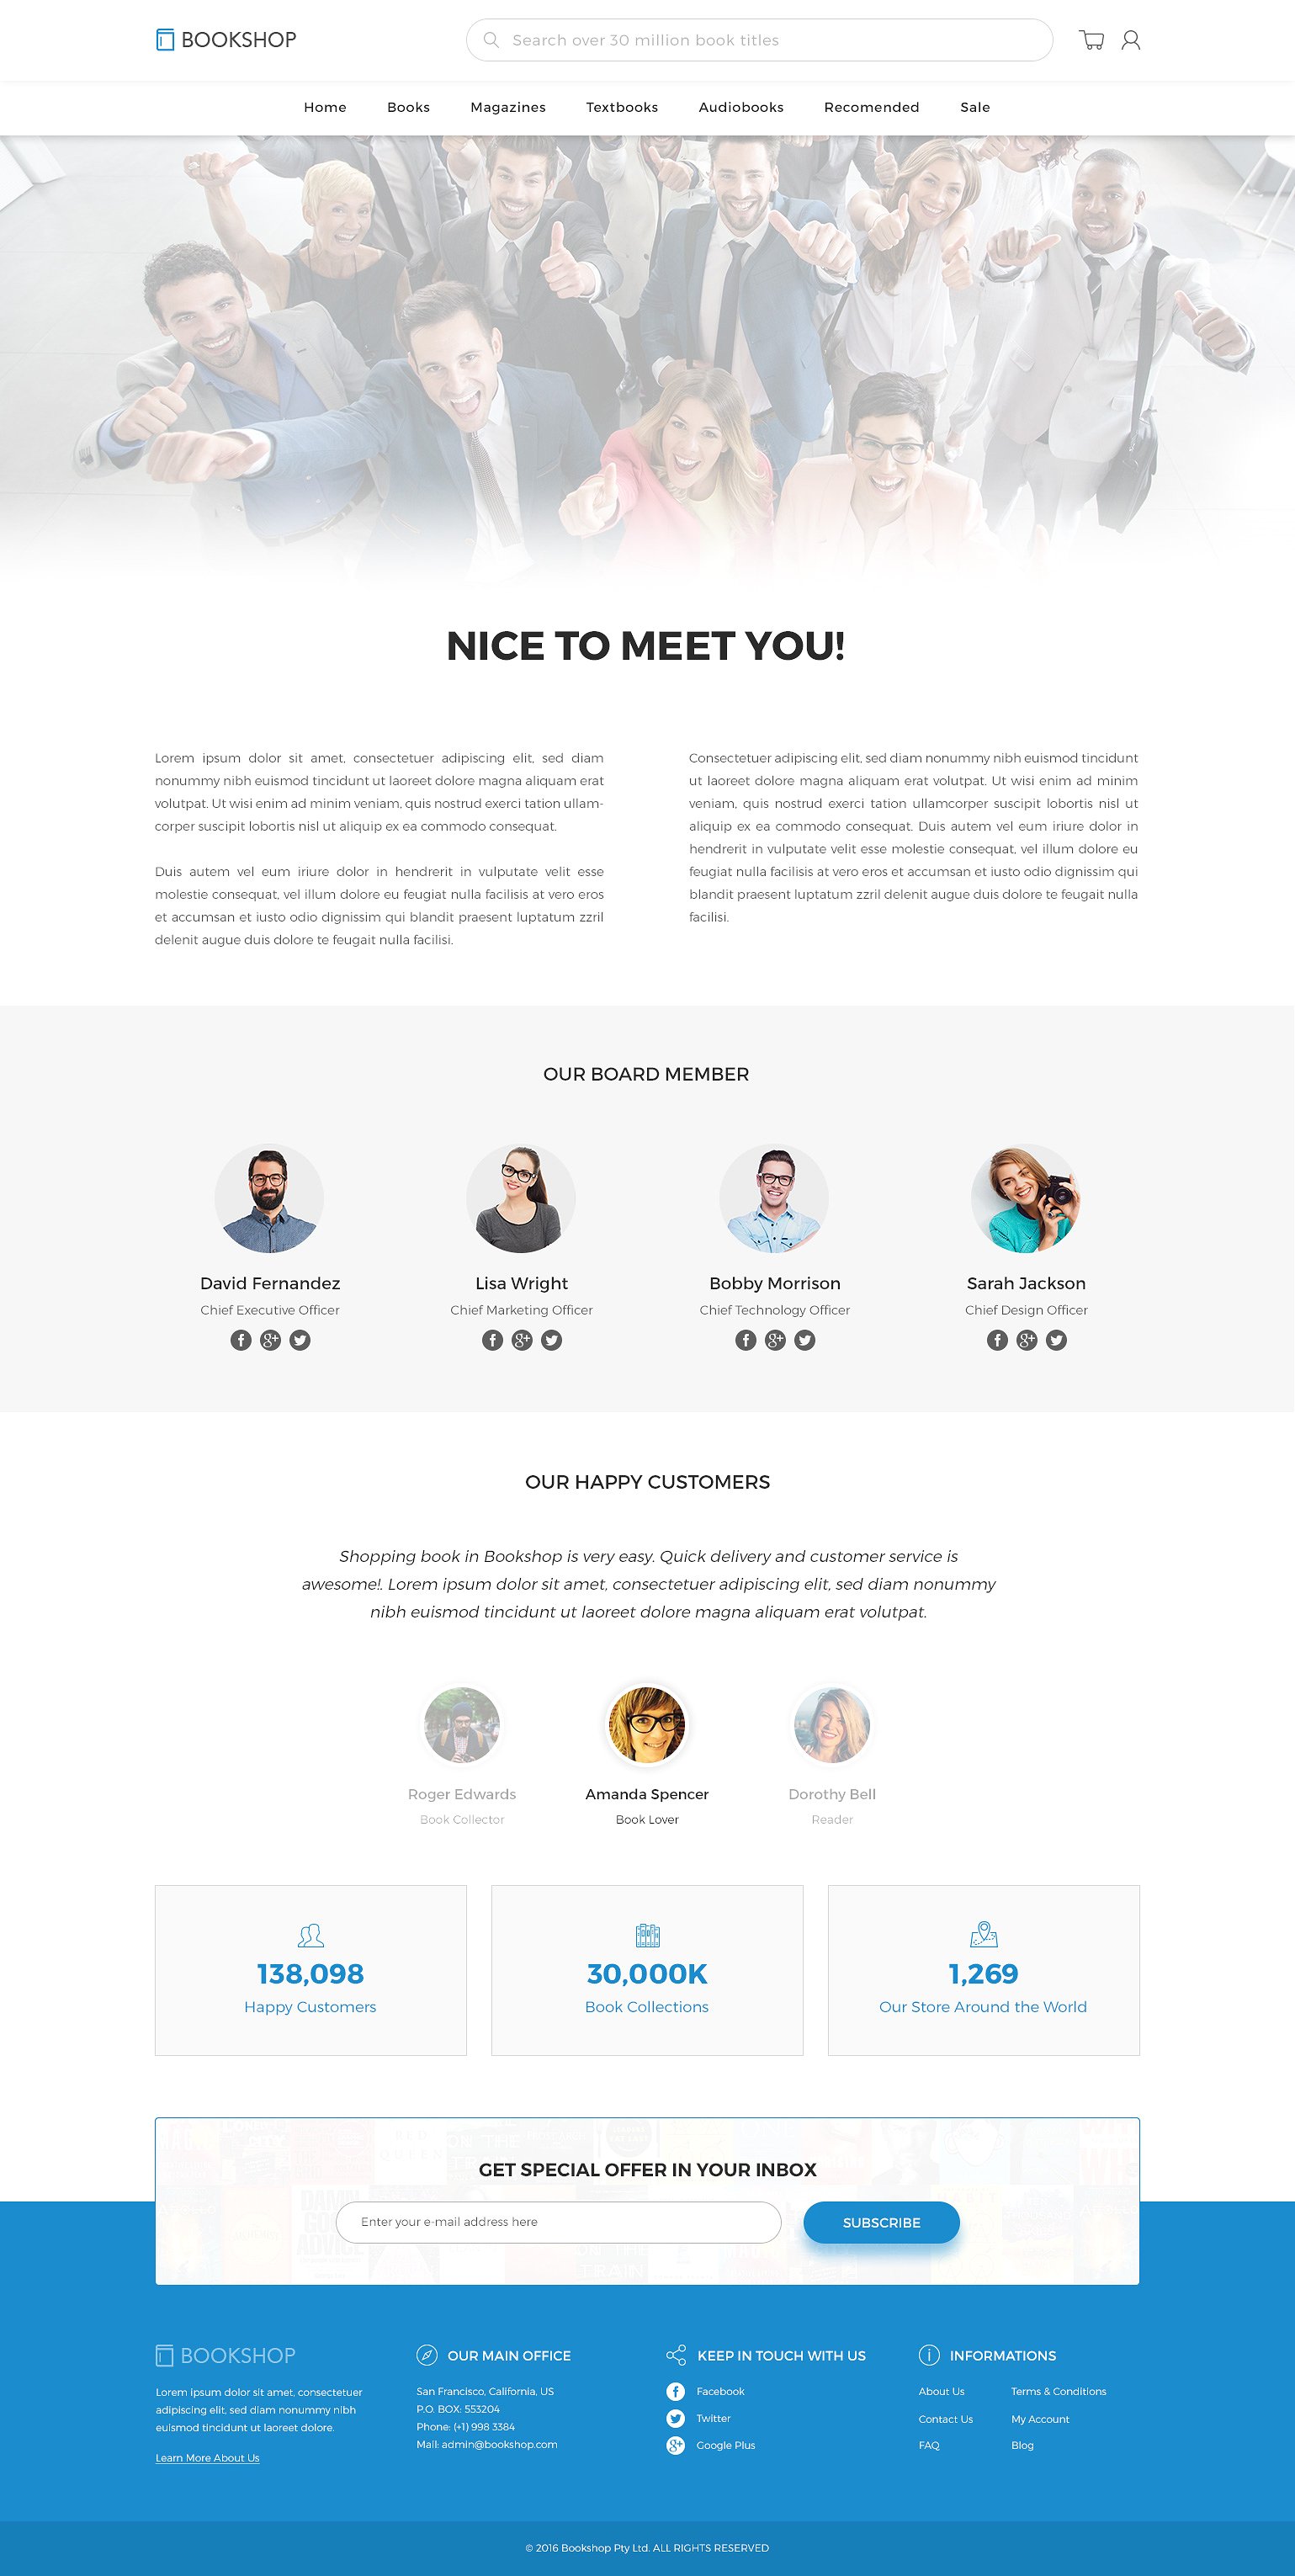 BOOKSHOP
Search over 30 million book titles
Home Books Magazines Textbooks Audiobooks Recomended Sale
NICE TO MEET YOU!
Lorem ipsum dolor sit amet, consectetuer adipiscing elit, sed diam
nonummy nibh euismod tincidunt ut laoreet dolore magna aliquam erat
volutpat. Ut wisi enim ad minim veniam, quis nostrud exerci tation ullam-
corper suscipit lobortis nisl ut aliquip ex ea commodo consequat.
Duis autem vel eum iriure dolor in hendrerit in vulputate velit esse
molestie consequat, vel illum dolore eu feugiat nulla facilisis at vero eros
et accumsan et iusto odio dignissim qui blandit praesent luptatum zzril
delenit augue duis dolore te feugait nulla facilisi.
Consectetuer adipiscing elit, sed diam nonummy nibh euismod tincidunt
ut laoreet dolore magna aliquam erat volutpat. Ut wisi enim ad minim
veniam, quis nostrud exerci tation ullamcorper suscipit lobortis nisl ut
aliquip ex ea commodo consequat. Duis autem vel eum iriure dolor in
hendrerit in vulputate velit esse molestie consequat, vel illum dolore eu
feugiat nulla facilisis at vero eros et accumsan et iusto odio dignissim qui
blandit praesent luptatum zzril delenit augue duis dolore te feugait nulla
facilisi.
OUR BOARD MEMBER
David Fernandez
Chief Executive Officer
Lisa Wright
Chief Marketing Officer
Bobby Morrison
Chief Technology Officer
Sarah Jackson
Chief Design Officer
OUR HAPPY CUSTOMERS
Shopping book in Bookshop is very easy. Quick delivery and customer service is
awesome!. Lorem ipsum dolor sit amet, consectetuer adipiscing elit, sed diam nonummy
nibh euismod tincidunt ut laoreet dolore magna aliquam erat volutpat.
Roger Edwards
Book Collector
Amanda Spencer
Book Lover
Dorothy Bell
Reader
138,098
Happy Customers
30,000K
Book Collections
1,269
Our Store Around the World
GET SPECIAL OFFER IN YOUR INBOX
Enter your e-mail address here
SUBSCRIBE
BOOKSHOP
Lorem ipsum dolor sit amet, consectetuer
adipiscing elit, sed diam nonummy nibh
euismod tincidunt ut laoreet dolore.
Learn More About Us
OUR MAIN OFFICE
San Francisco, California, US
P.O. BOX: 553204
Phone: (+1) 998 3384
Mail: admin@bookshop.com
KEEP IN TOUCH WITH US
Facebook
Twitter
Google Plus
INFORMATIONS
About Us Terms & Conditions
Contact Us My Account
FAQ Blog
© 2016 Bookshop Pty Ltd. ALL RIGHTS RESERVED